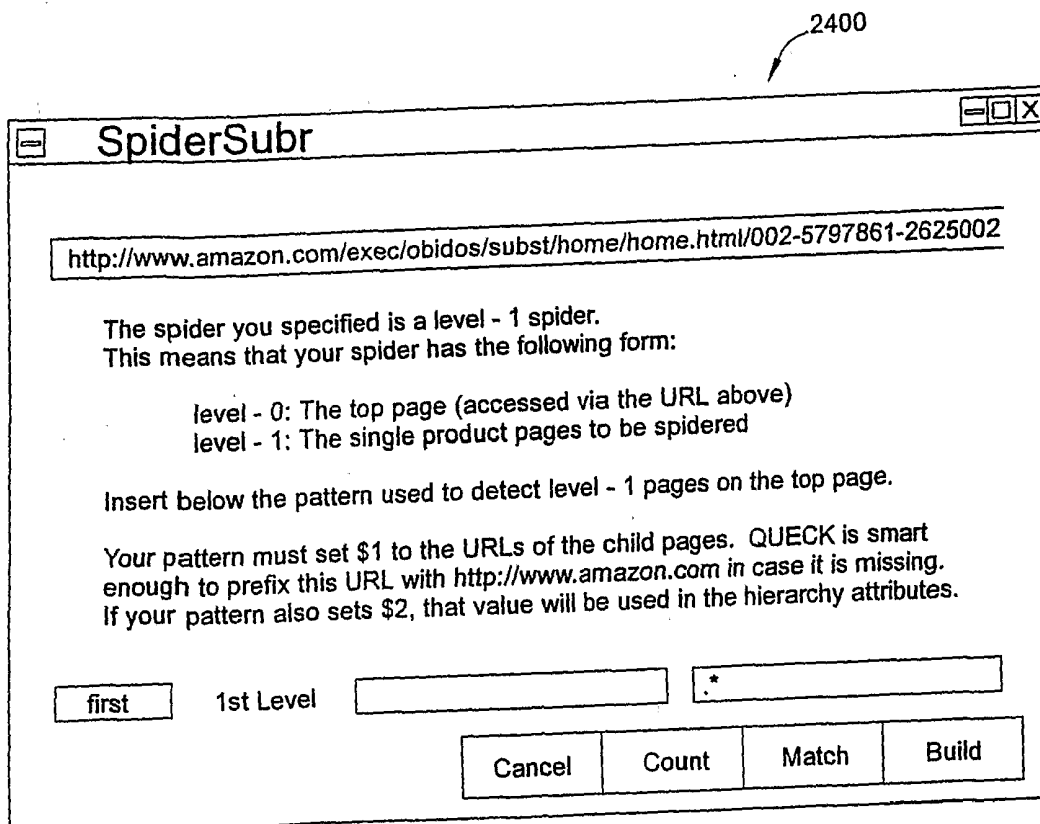 2400
SpiderSubr
http://www.amazon.com/exec/obidos/subst/home/home.html/002-5797861-2625002
The spider you specified is a level - 1 spider.
This means that your spider has the following form:
level - 0: The top page (accessed via the URL above)
level - 1: The single product pages to be spidered
Insert below the pattern used to detect level - 1 pages on the top page.
Your pattern must set $1 to the URLs of the child pages. QUECK is smart
enough to prefix this URL with http://www.amazon.com in case it is missing.
If your pattern also sets $2, that value will be used in the hierarchy attributes.
first 1st Level .*
Cancel Count Match Build